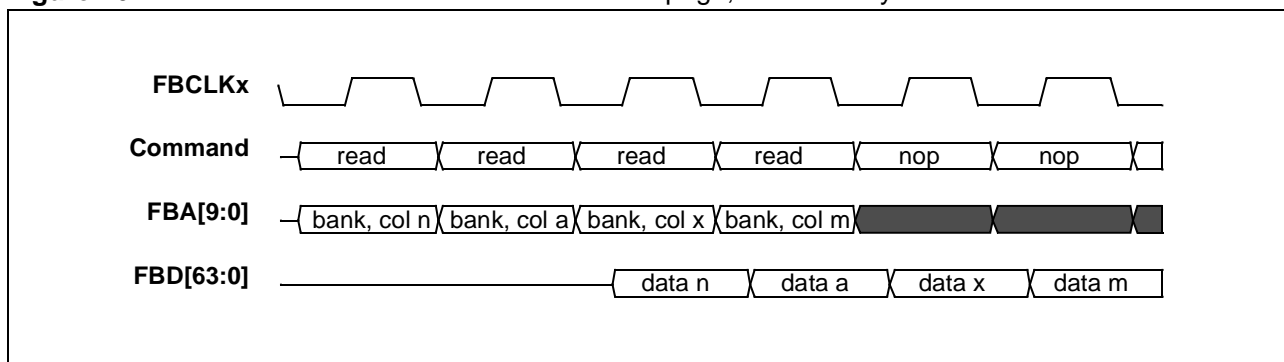 page,
FBCLKx
Command read read read read nop nop
FBA[9:0] bank, col n bank, col a bank, col x bank, col m
FBD[63:0] data n data a data x data m